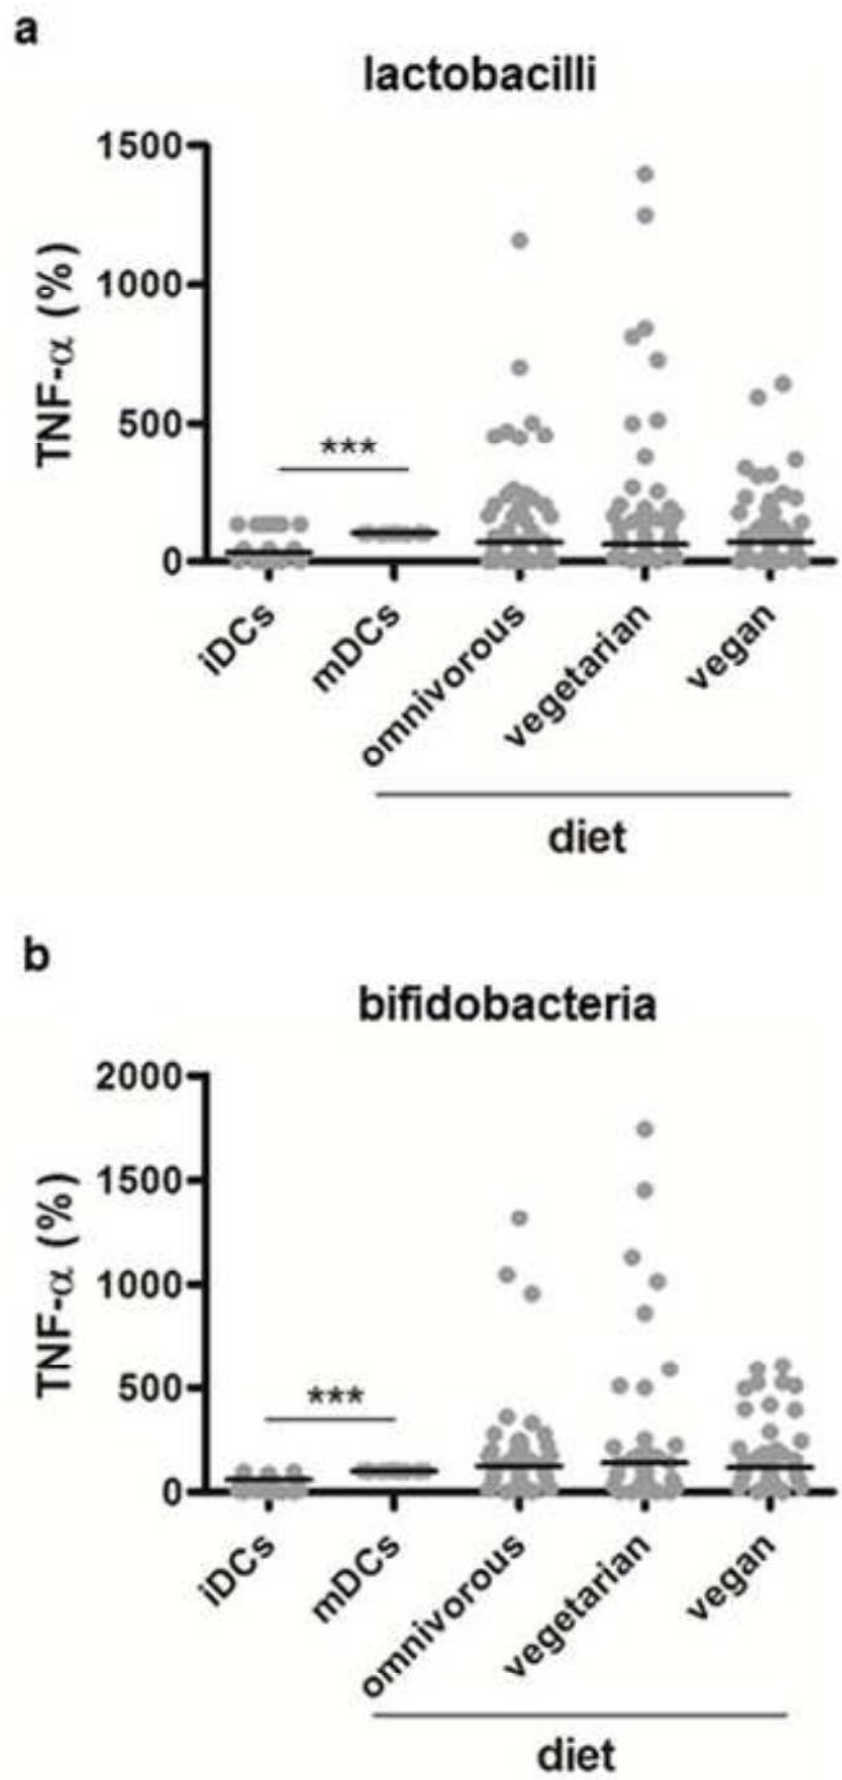 a
lactobacilli
TNF-α (%)
1500
1000
500
0
***
iDCs
mDCs
omnivorous
vegetarian
vegan
diet
b
bifidobacteria
TNF-α (%)
2000
1500
1000
500
0
***
iDCs
mDCs
omnivorous
vegetarian
vegan
diet